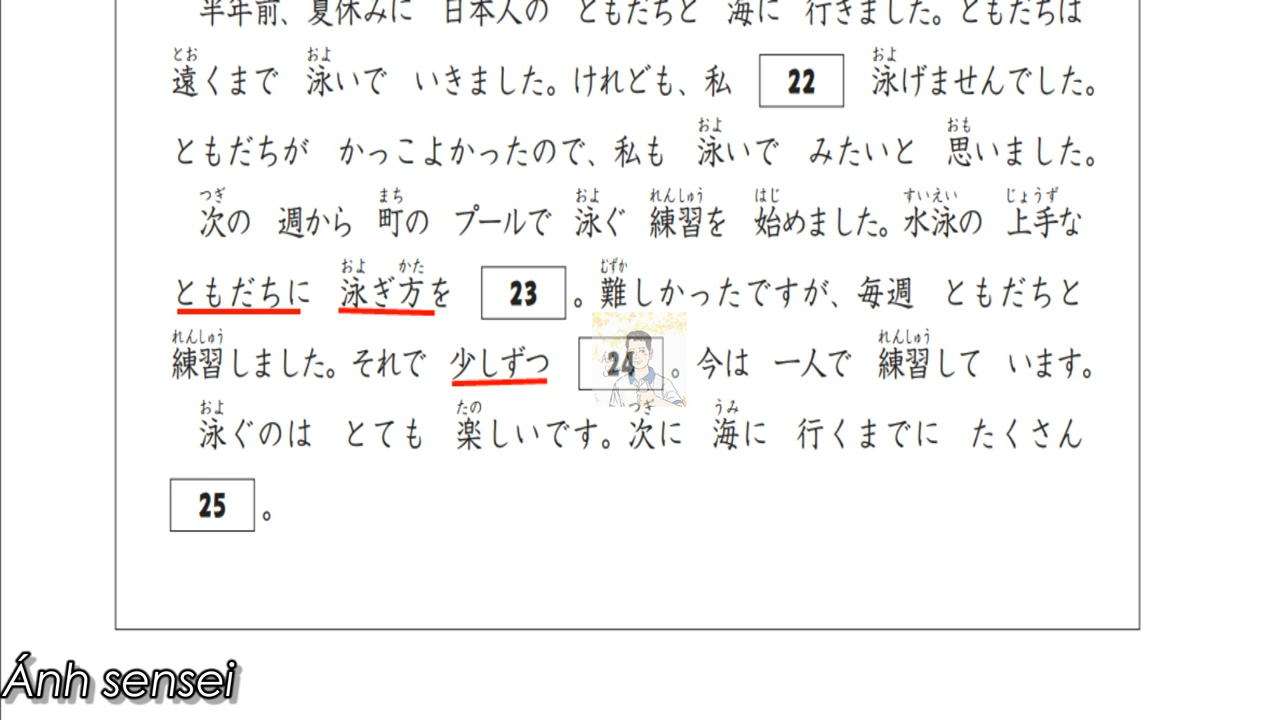 半年前、夏休みに 日本人の ともだちと 海に 行きました。ともだちは
とお およ およ
遠くまで 泳いで いきました。けれども、私 22 泳げませんでした。
およ おも
ともだちが かっこよかったので、私も 泳いで みたいと 思いました。
つぎ まち およ れんしゅう はじ すいえい じょうず
次の 週から 町の プールで 泳ぐ 練習を 始めました。水泳の 上手な
およ かた むずか
ともだちに 泳ぎ方を 23 。難しかったですが、毎週 ともだちと
れんしゅう れんしゅう
練習しました。それで 少しずつ 24 。今は 一人で 練習して います。
およ たの つぎ うみ
泳ぐのは とても 楽しいです。次に 海に 行くまでに たくさん
25 。
Ánh sensei